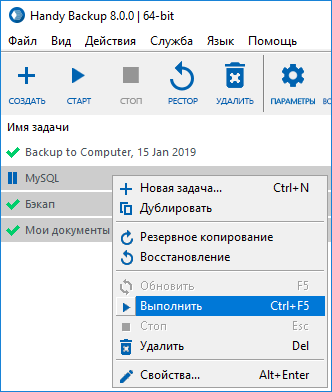 Handy Backup 8.0.0 | 64-bit
Файл Вид Действия Служба Язык Помощь
СОЗДАТЬ СТАРТ СТОП РЕСТОР УДАЛИТЬ ПАРАМЕТРЫ
Имя задачи
Backup to Computer, 15 Jan 2019
MySQL
Бэкап
Мои документы
Новая задача... Ctrl+N
Дублировать
Резервное копирование
Восстановление
Обновить F5
Выполнить Ctrl+F5
Стоп Esc
Удалить Del
Свойства... Alt+Enter